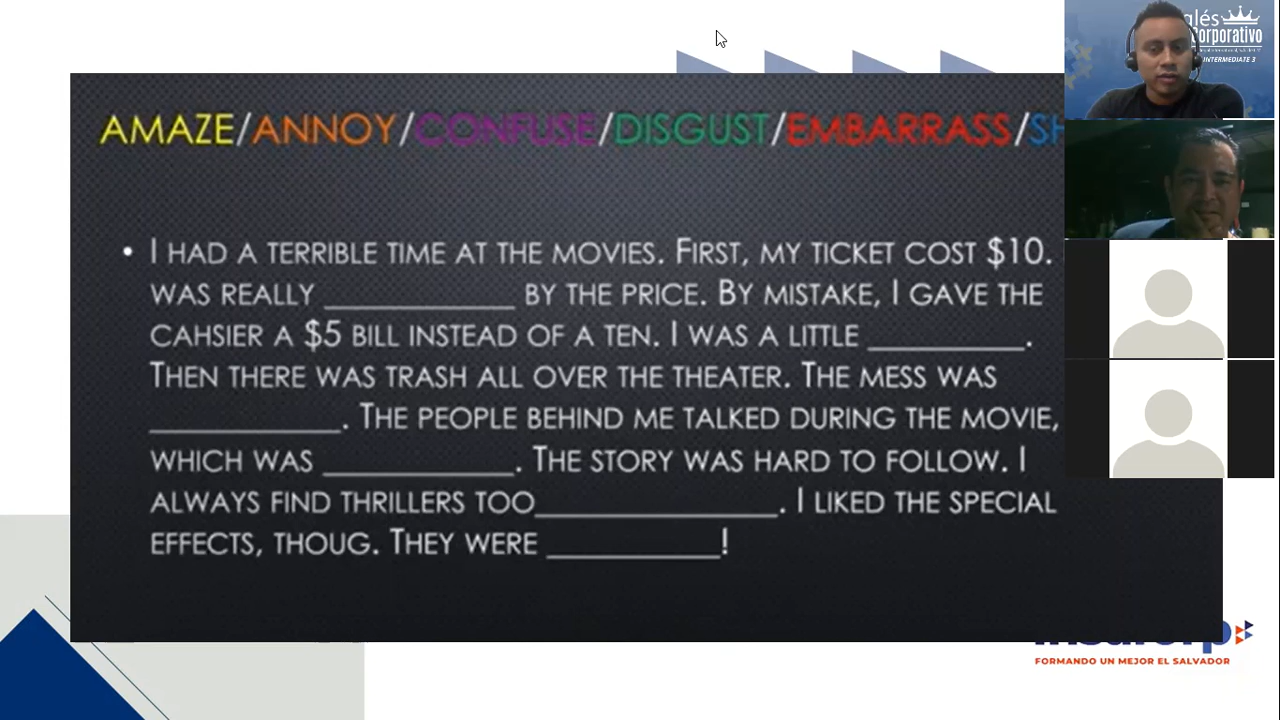 glés
Corporativo
INTERMEDIATE 3
AMAZE/ANNOY/CONFUSE/DISGUST/EMBARRASS/SH
• I HAD A TERRIBLE TIME AT THE MOVIES. FIRST, MY TICKET COST $10.
WAS REALLY ____________ BY THE PRICE. BY MISTAKE, I GAVE THE
CAHSIER A $5 BILL INSTEAD OF A TEN. I WAS A LITTLE __________.
THEN THERE WAS TRASH ALL OVER THE THEATER. THE MESS WAS
____________. THE PEOPLE BEHIND ME TALKED DURING THE MOVIE,
WHICH WAS ____________. THE STORY WAS HARD TO FOLLOW. I
ALWAYS FIND THRILLERS TOO_______________. I LIKED THE SPECIAL
EFFECTS, THOUG. THEY WERE ___________!
FORMANDO UN MEJOR EL SALVADOR